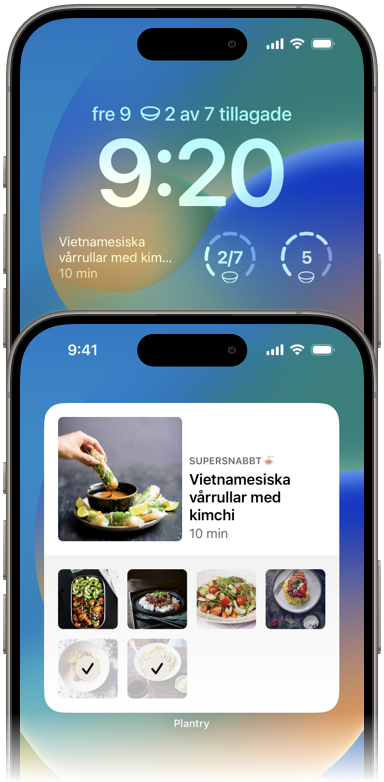 fre 9 2 av 7 tillagade
9:20
Vietnamesiska
vårrullar med kim...
10 min
2/7
5
9:41
SUPERSNABBT
Vietnamesiska
vårrullar med
kimchi
10 min
Plantry